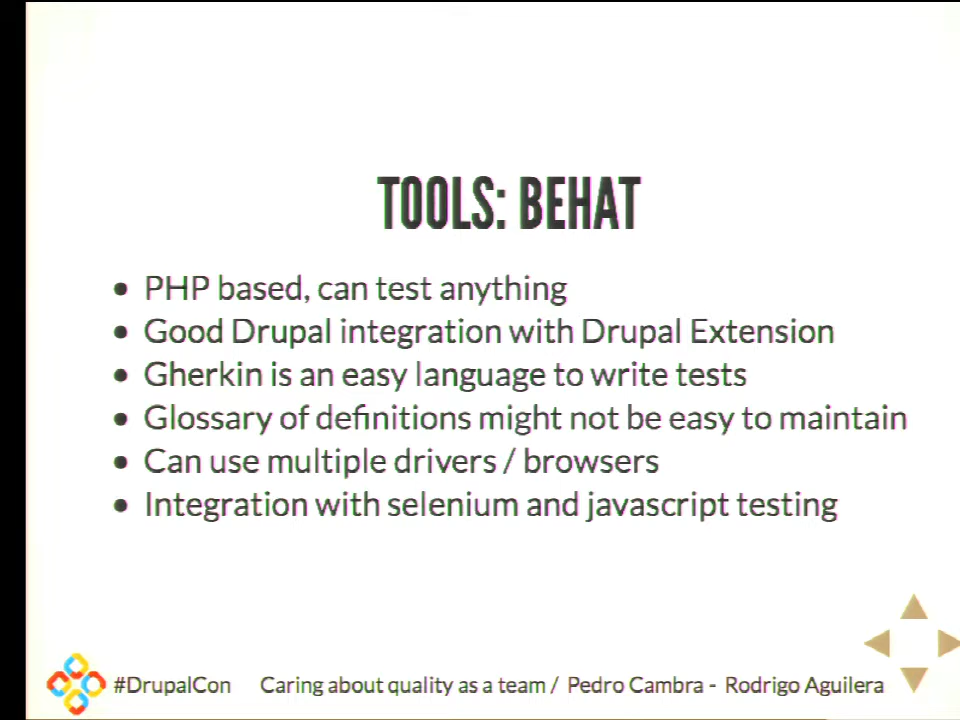 TOOLS: BEHAT
• PHP based, can test anything
• Good Drupal integration with Drupal Extension
• Gherkin is an easy language to write tests
• Glossary of definitions might not be easy to maintain
• Can use multiple drivers / browsers
• Integration with selenium and javascript testing
#DrupalCon Caring about quality as a team / Pedro Cambra - Rodrigo Aguilera